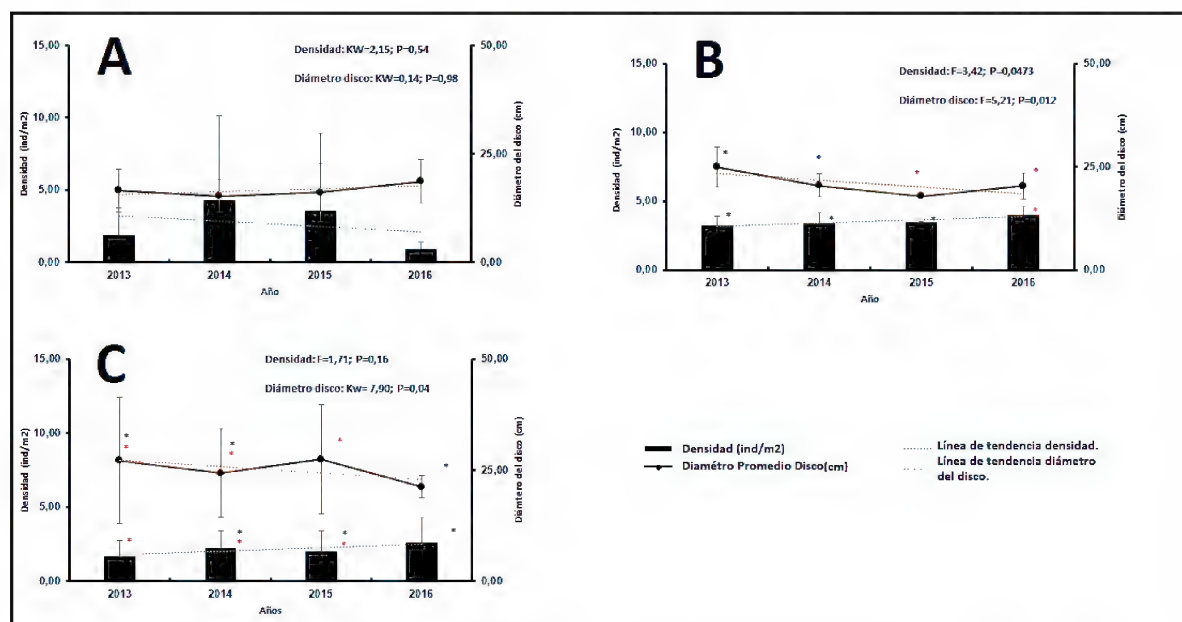 A
Densidad: KW=2,15; P=0,54
Diámetro disco: KW=0,14; P=0,98
15,00
10,00
5,00
0,00
Densidad (ind/m2)
50,00
25,00
0,00
Diámetro del disco (cm)
2013 2014 2015 2016
Año
B
Densidad: F=3,42; P=0,0473
Diámetro disco: F=5,21; P=0,012
15,00
10,00
5,00
0,00
Densidad (ind/m2)
50,00
25,00
0,00
Diámetro del disco (cm)
* * * *
* * * *
2013 2014 2015 2016
Año
C
Densidad: F=1,71; P=0,16
Diámetro disco: Kw= 7,90; P=0,04
15,00
10,00
5,00
0,00
Densidad (ind/m2)
50,00
25,00
0,00
Diámtero del disco (cm)
* * * * * *
* * * * * *
2013 2014 2015 2016
Años
Densidad (ind/m2)
Diamétro Promedio Disco(cm)
Línea de tendencia densidad.
Línea de tendencia diámetro
del disco.